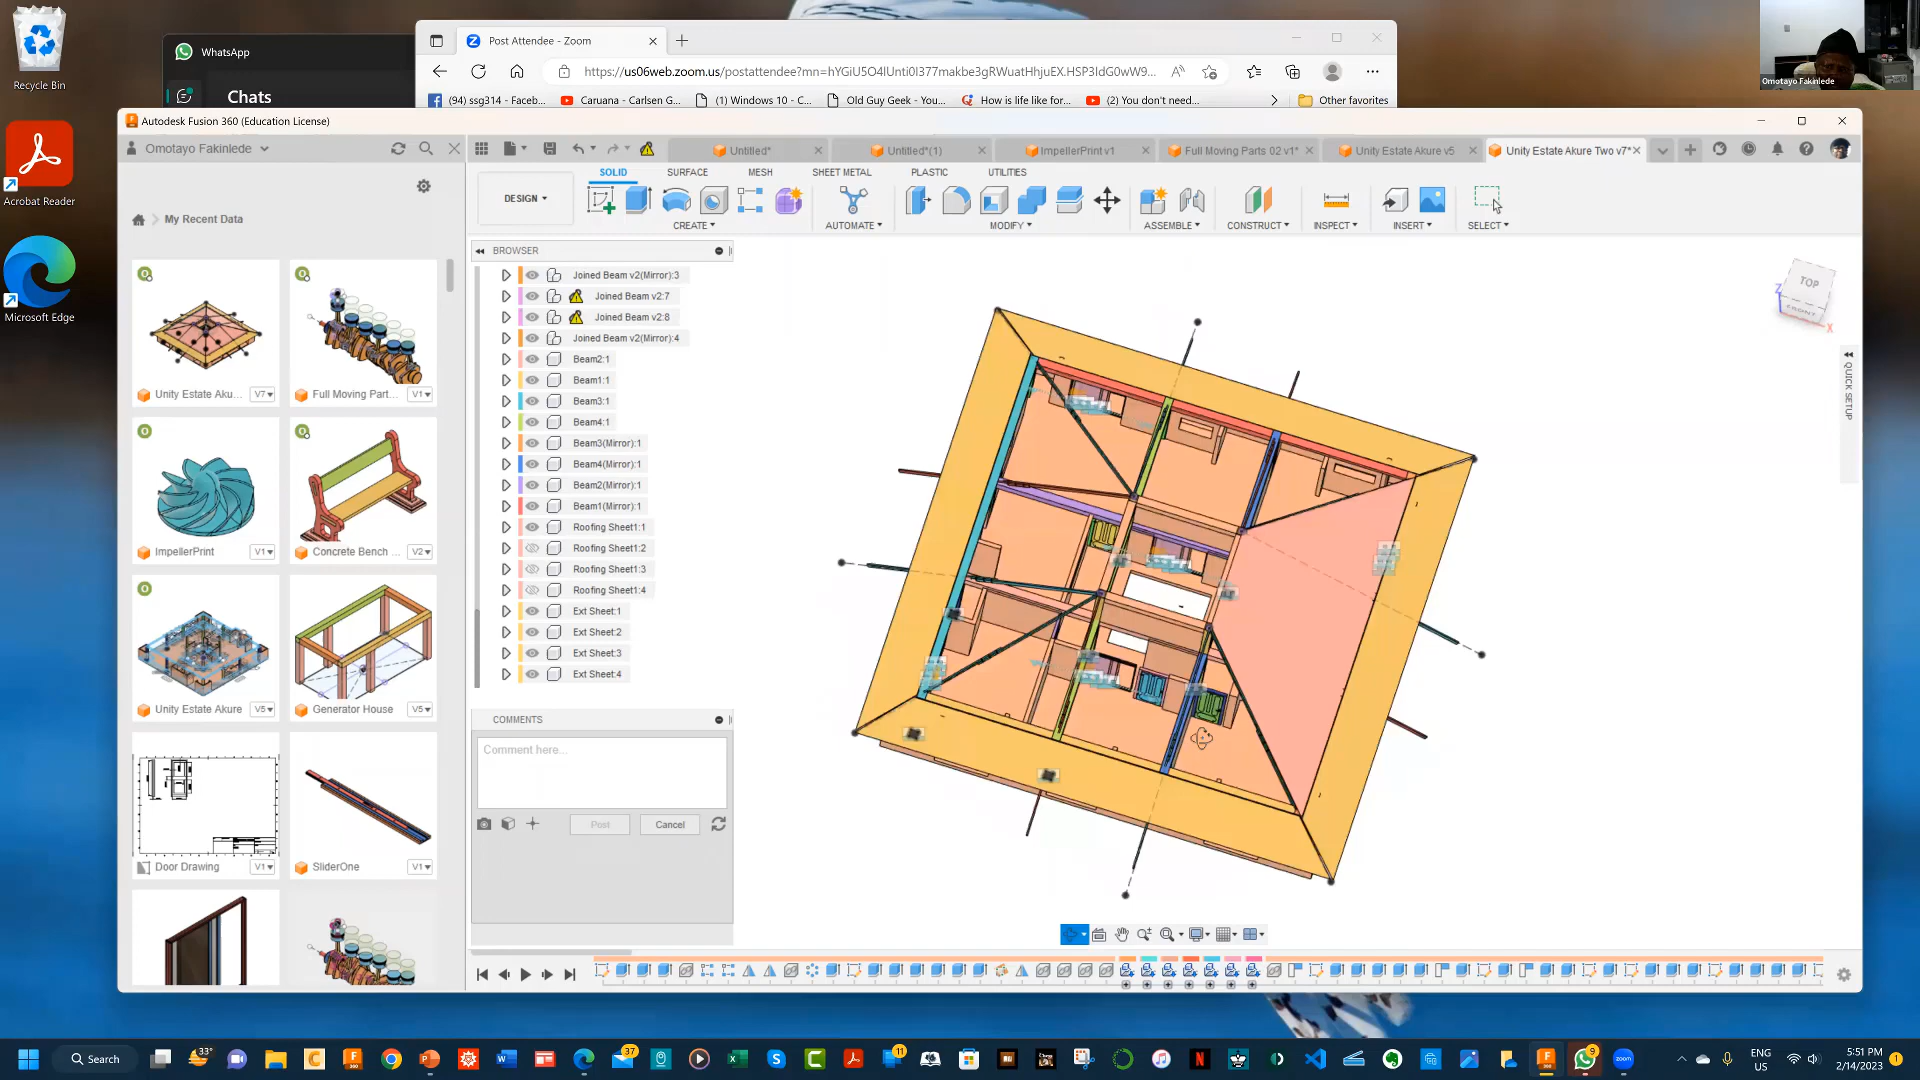 Recycle Bin
Acrobat Reader
Microsoft Edge
WhatsApp
Chats
Post Attendee - Zoom
https://us06web.zoom.us/postattendee?mn=hYGiU5O4lUnti0I377makbe3gRWuatHhjuEX.HSP3IdG0wW9...
(94) ssg314 - Faceb...
Caruana - Carlsen G...
(1) Windows 10 - C...
Old Guy Geek - You...
How is life like for...
(2) You don't need...
Other favorites
Omotayo Fakinlede
Autodesk Fusion 360 (Education License)
Omotayo Fakinlede
Untitled*
Untitled*(1)
ImpellerPrint v1
Full Moving Parts 02 v1*
Unity Estate Akure v5
Unity Estate Akure Two v7*
SOLID
SURFACE
MESH
SHEET METAL
PLASTIC
UTILITIES
DESIGN
CREATE
AUTOMATE
MODIFY
ASSEMBLE
CONSTRUCT
INSPECT
INSERT
SELECT
My Recent Data
Unity Estate Aku...
V7
Full Moving Part...
V1
ImpellerPrint
V1
Concrete Bench ...
V2
Unity Estate Akure
V5
Generator House
V5
Door Drawing
V1
SliderOne
V1
BROWSER
Joined Beam v2(Mirror):3
Joined Beam v2:7
Joined Beam v2:8
Joined Beam v2(Mirror):4
Beam2:1
Beam1:1
Beam3:1
Beam4:1
Beam3(Mirror):1
Beam4(Mirror):1
Beam2(Mirror):1
Beam1(Mirror):1
Roofing Sheet1:1
Roofing Sheet1:2
Roofing Sheet1:3
Roofing Sheet1:4
Ext Sheet:1
Ext Sheet:2
Ext Sheet:3
Ext Sheet:4
COMMENTS
Comment here...
Post
Cancel
TOP
FRONT
Z
X
QUICK SETUP
Search
33°
37
11
9
ENG
US
5:51 PM
2/14/2023
1